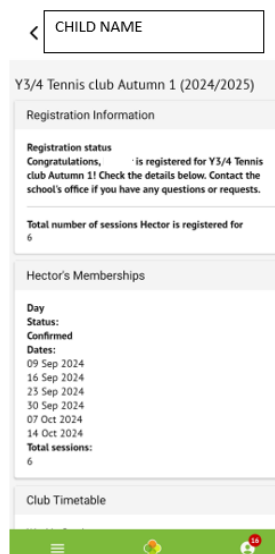 CHILD NAME
Y3/4 Tennis club Autumn 1 (2024/2025)
Registration Information
Registration status
Congratulations, is registered for Y3/4 Tennis
club Autumn 1! Check the details below. Contact the
school's office if you have any questions or requests.
Total number of sessions Hector is registered for
6
Hector's Memberships
Day
Status:
Confirmed
Dates:
09 Sep 2024
16 Sep 2024
23 Sep 2024
30 Sep 2024
07 Oct 2024
14 Oct 2024
Total sessions:
6
Club Timetable
16